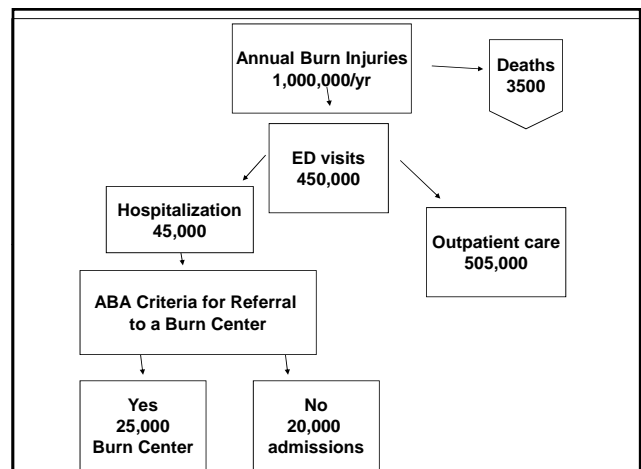 Annual Burn Injuries
1,000,000/yr
Deaths
3500
ED visits
450,000
Hospitalization
45,000
Outpatient care
505,000
ABA Criteria for Referral
to a Burn Center
Yes
25,000
Burn Center
No
20,000
admissions